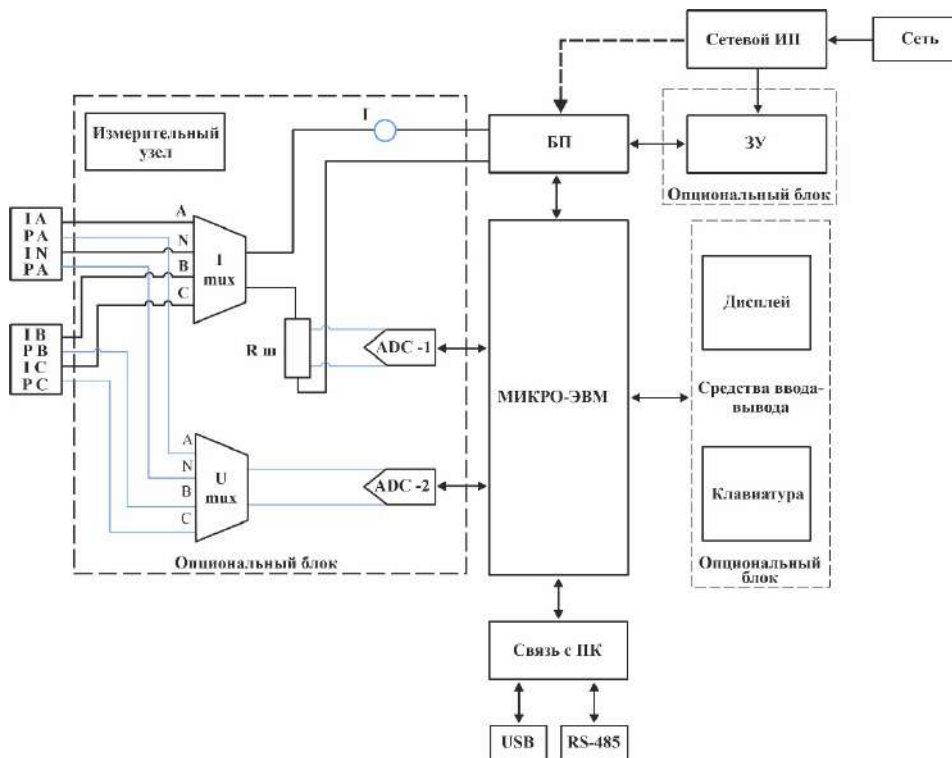 Сетевой ИП
Сеть
I
Измерительный
узел
БП
ЗУ
Опциональный блок
I A
P A
I N
P A
A
N
B
C
I
mux
I B
P B
I C
P C
R ш
ADC -1
МИКРО-ЭВМ
Дисплей
Средства ввода-
вывода
Клавиатура
Опциональный
блок
A
N
B
C
U
mux
ADC -2
Опциональный блок
Связь с ПК
USB
RS-485